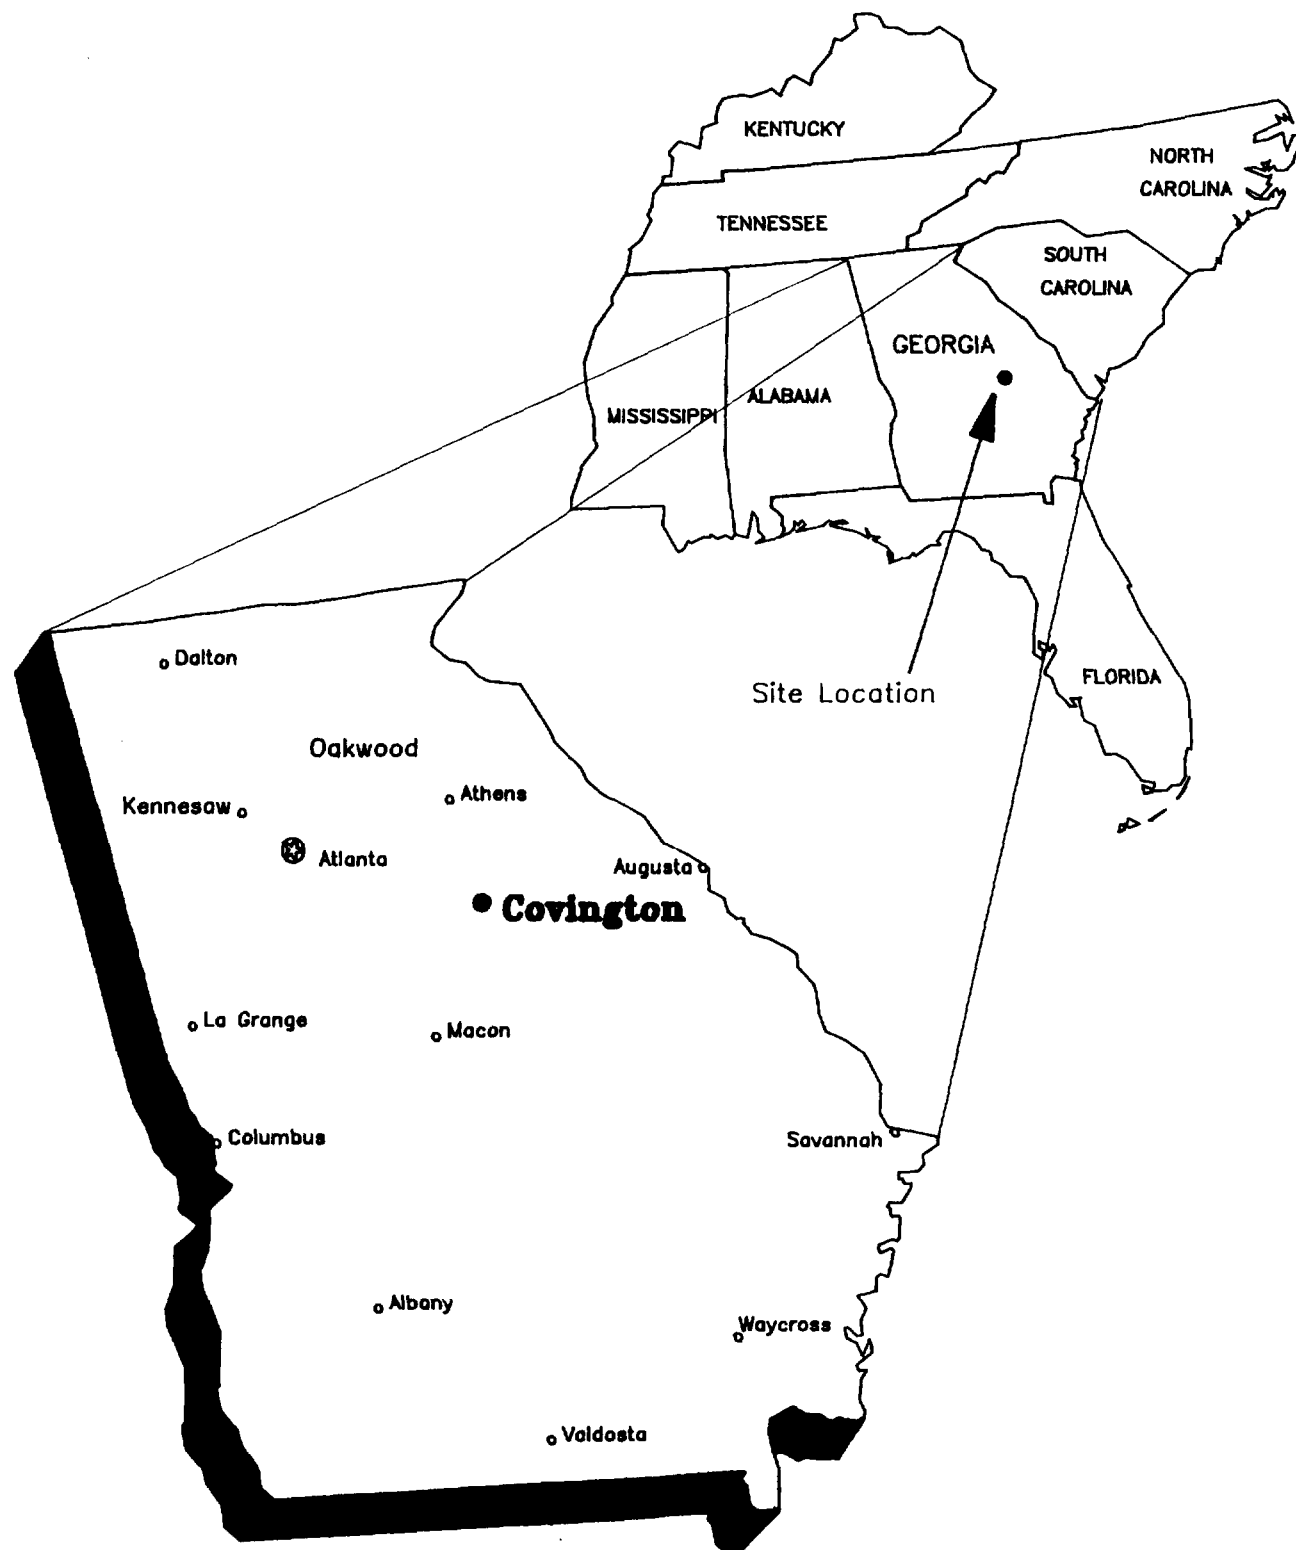 KENTUCKY
NORTH
CAROLINA
TENNESSEE
SOUTH
CAROLINA
GEORGIA
ALABAMA
MISSISSIPPI
Site Location
FLORIDA
Dalton
Oakwood
Athens
Kennesaw
Atlanta
Augusta
Covington
La Grange
Macon
Columbus
Savannah
Albany
Waycross
Valdosta